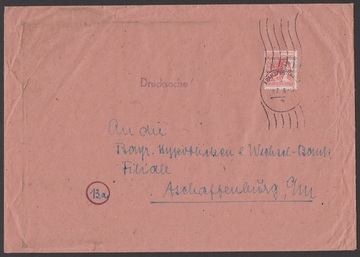 Drucksache!
An die
Bayr. Hypotheken & Wechsel-Bank
Filiale
Aschaffenburg a/M
13a